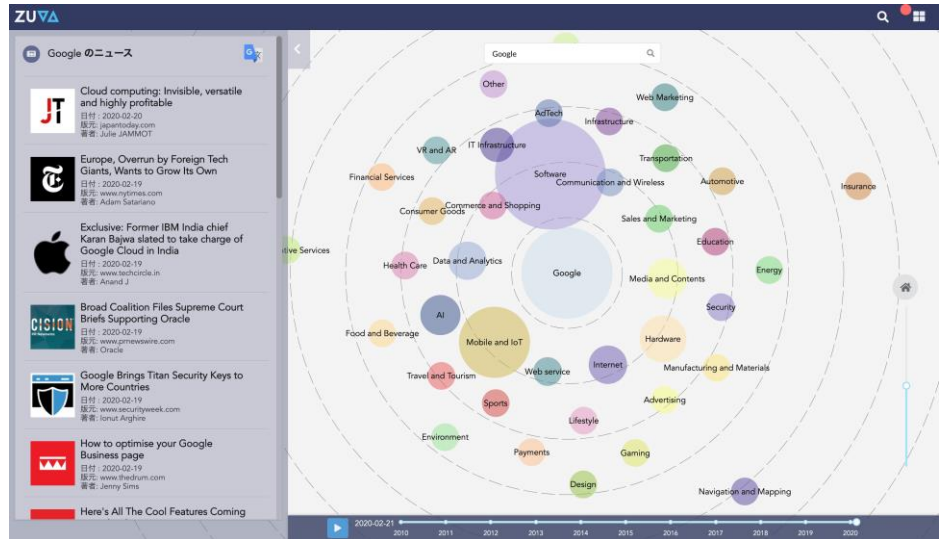 ZUVA
Google のニュース
Cloud computing: Invisible, versatile
and highly profitable
日付 : 2020-02-20
版元: japantoday.com
著者: Julie JAMMOT
Europe, Overrun by Foreign Tech
Giants, Wants to Grow Its Own
日付 : 2020-02-19
版元: www.nytimes.com
著者: Adam Satariano
Exclusive: Former IBM India chief
Karan Bajwa slated to take charge of
Google Cloud in India
日付 : 2020-02-19
版元: www.techcircle.in
著者: Anand J
Broad Coalition Files Supreme Court
Briefs Supporting Oracle
日付 : 2020-02-19
版元: www.prnewswire.com
著者: Oracle
CISION
Google Brings Titan Security Keys to
More Countries
日付 : 2020-02-19
版元: www.securityweek.com
著者: Ionut Arghire
How to optimise your Google
Business page
日付 : 2020-02-19
版元: www.thedrum.com
著者: Jenny Sims
Here's All The Cool Features Coming
Google
Other
Web Marketing
AdTech
Infrastructure
VR and AR
IT Infrastructure
Transportation
Financial Services
Software
Communication and Wireless
Automotive
Insurance
Consumer Goods
Commerce and Shopping
Sales and Marketing
Education
tive Services
Health Care
Data and Analytics
Google
Media and Contents
Energy
AI
Security
Food and Beverage
Mobile and IoT
Hardware
Travel and Tourism
Web service
Internet
Manufacturing and Materials
Sports
Advertising
Lifestyle
Environment
Payments
Gaming
Design
Navigation and Mapping
2020-02-21
2010 2011 2012 2013 2014 2015 2016 2017 2018 2019 2020